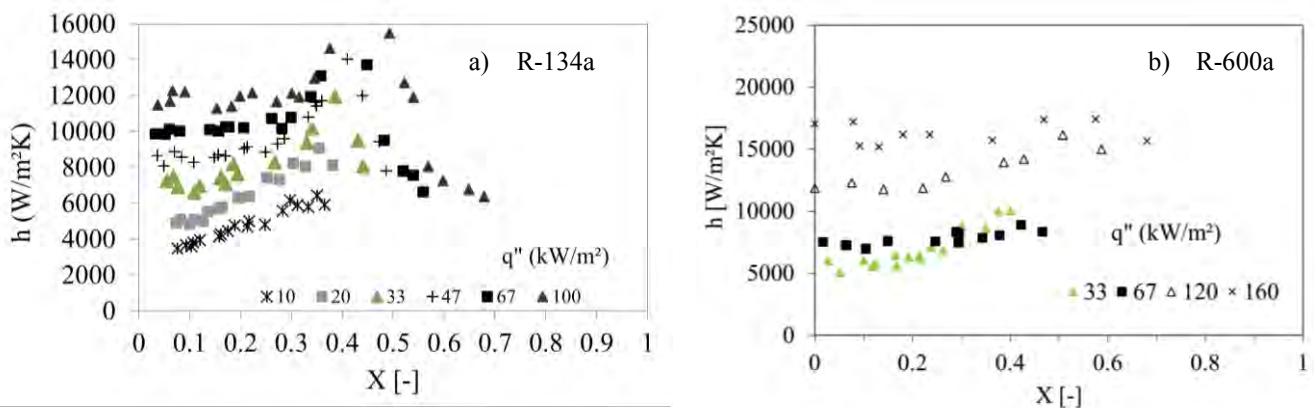 16000
14000
12000
10000
8000
6000
4000
2000
0
h (W/m²K)
a) R-134a
q" (kW/m²)
10 20 33 47 67 100
0 0.1 0.2 0.3 0.4 0.5 0.6 0.7 0.8 0.9 1
X [-]
25000
20000
15000
10000
5000
0
h [W/m²K]
b) R-600a
q" (kW/m²)
33 67 120 160
0 0.2 0.4 0.6 0.8 1
X [-]